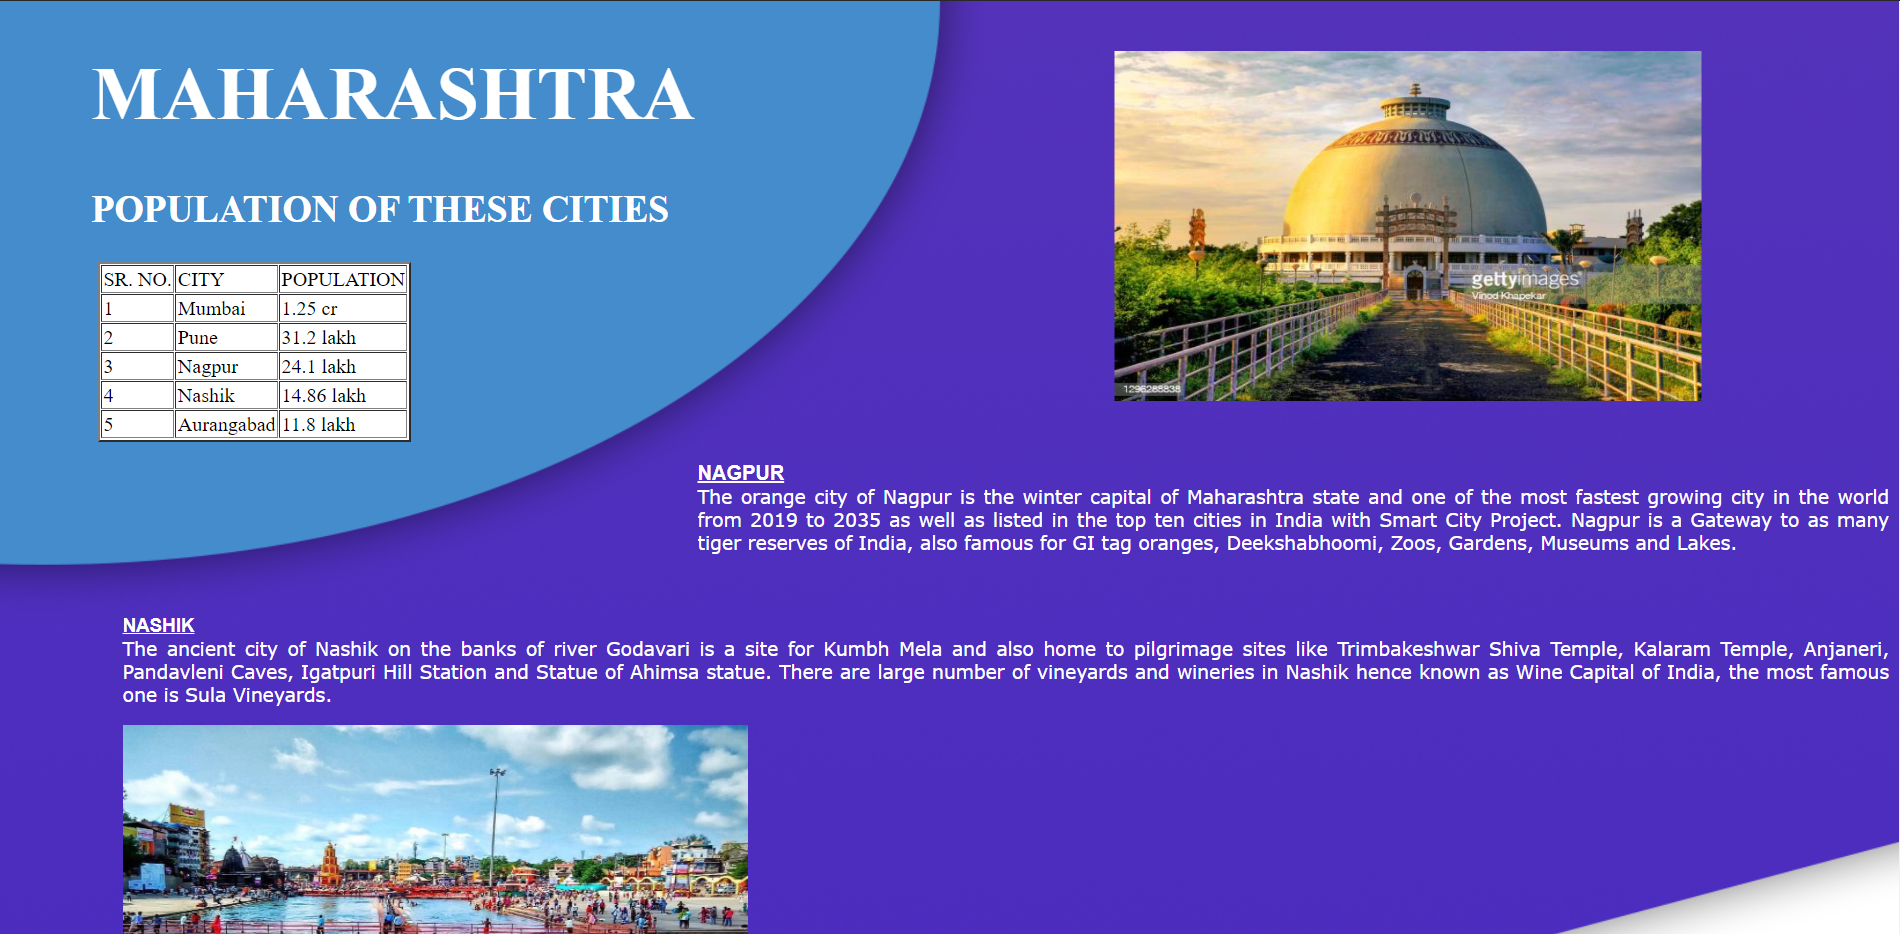 MAHARASHTRA
POPULATION OF THESE CITIES
SR. NO. CITY POPULATION
1 Mumbai 1.25 cr
2 Pune 31.2 lakh
3 Nagpur 24.1 lakh
4 Nashik 14.86 lakh
5 Aurangabad 11.8 lakh
gettyimages
Vinod Khapekar
1296288838
NAGPUR
The orange city of Nagpur is the winter capital of Maharashtra state and one of the most fastest growing city in the world
from 2019 to 2035 as well as listed in the top ten cities in India with Smart City Project. Nagpur is a Gateway to as many
tiger reserves of India, also famous for GI tag oranges, Deekshabhoomi, Zoos, Gardens, Museums and Lakes.
NASHIK
The ancient city of Nashik on the banks of river Godavari is a site for Kumbh Mela and also home to pilgrimage sites like Trimbakeshwar Shiva Temple, Kalaram Temple, Anjaneri,
Pandavleni Caves, Igatpuri Hill Station and Statue of Ahimsa statue. There are large number of vineyards and wineries in Nashik hence known as Wine Capital of India, the most famous
one is Sula Vineyards.